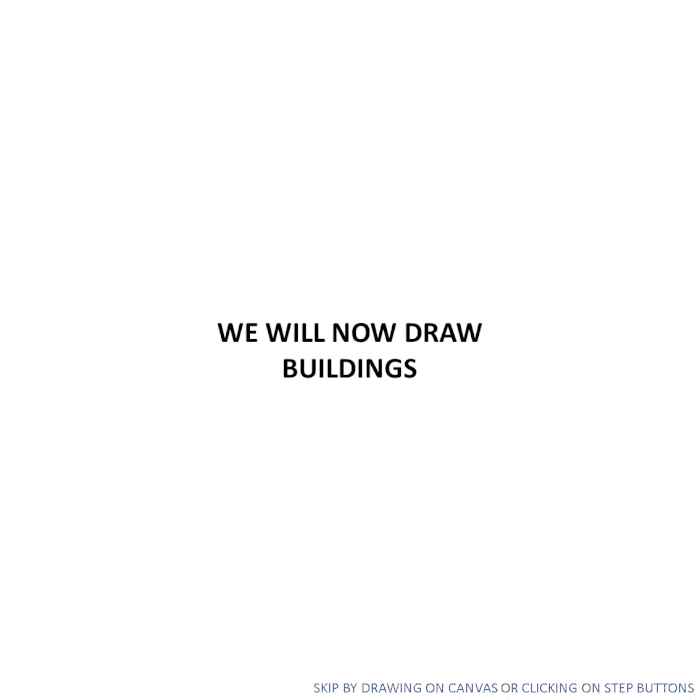 WE WILL NOW DRAW
BUILDINGS
SKIP BY DRAWING ON CANVAS OR CLICKING ON STEP BUTTONS